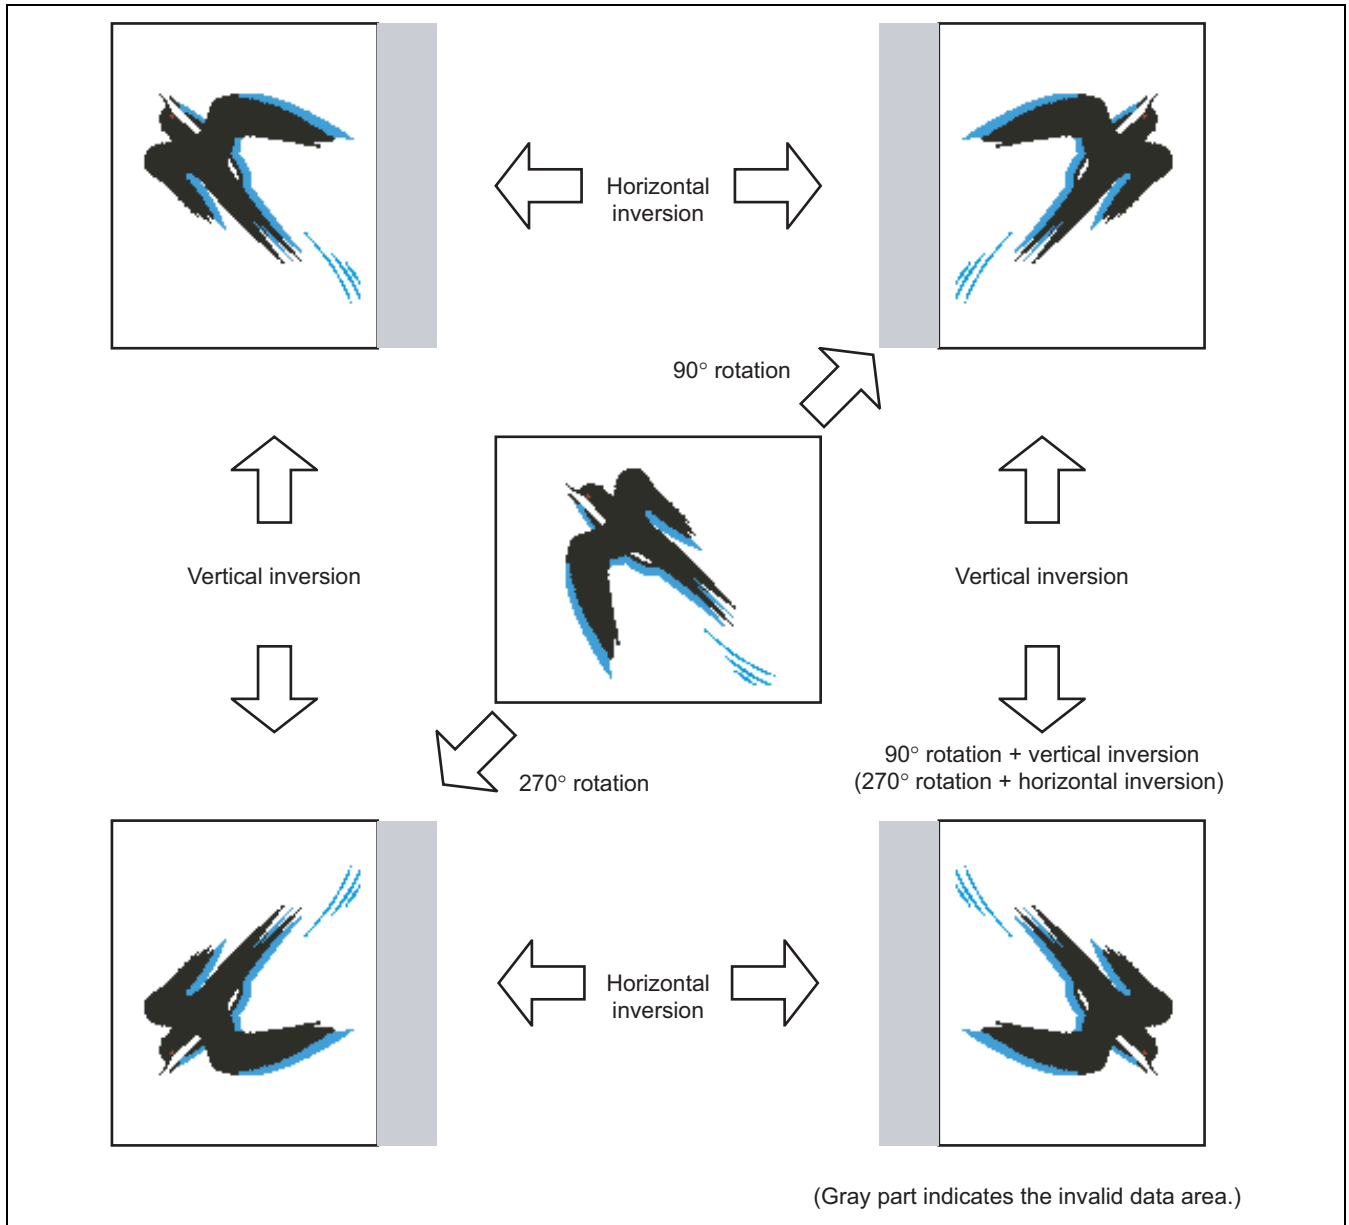 Horizontal
inversion
90° rotation
Vertical inversion
Vertical inversion
270° rotation
90° rotation + vertical inversion
(270° rotation + horizontal inversion)
Horizontal
inversion
(Gray part indicates the invalid data area.)